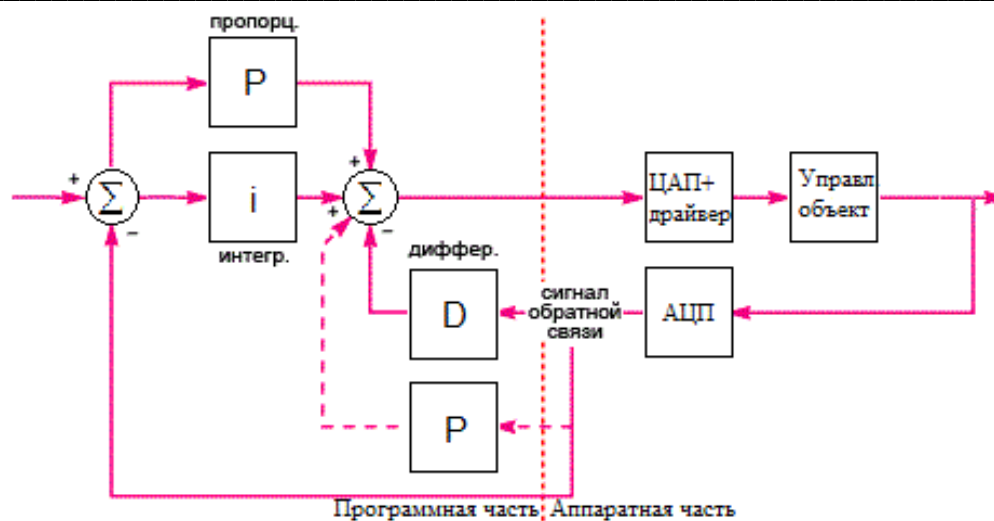 пропорц.
P
+
Σ
−
i
интегр.
+
+
Σ
−
ЦАП+
драйвер
Управл.
объект
диффер.
D
сигнал
обратной
связи
АЦП
P
Программная часть
Аппаратная часть